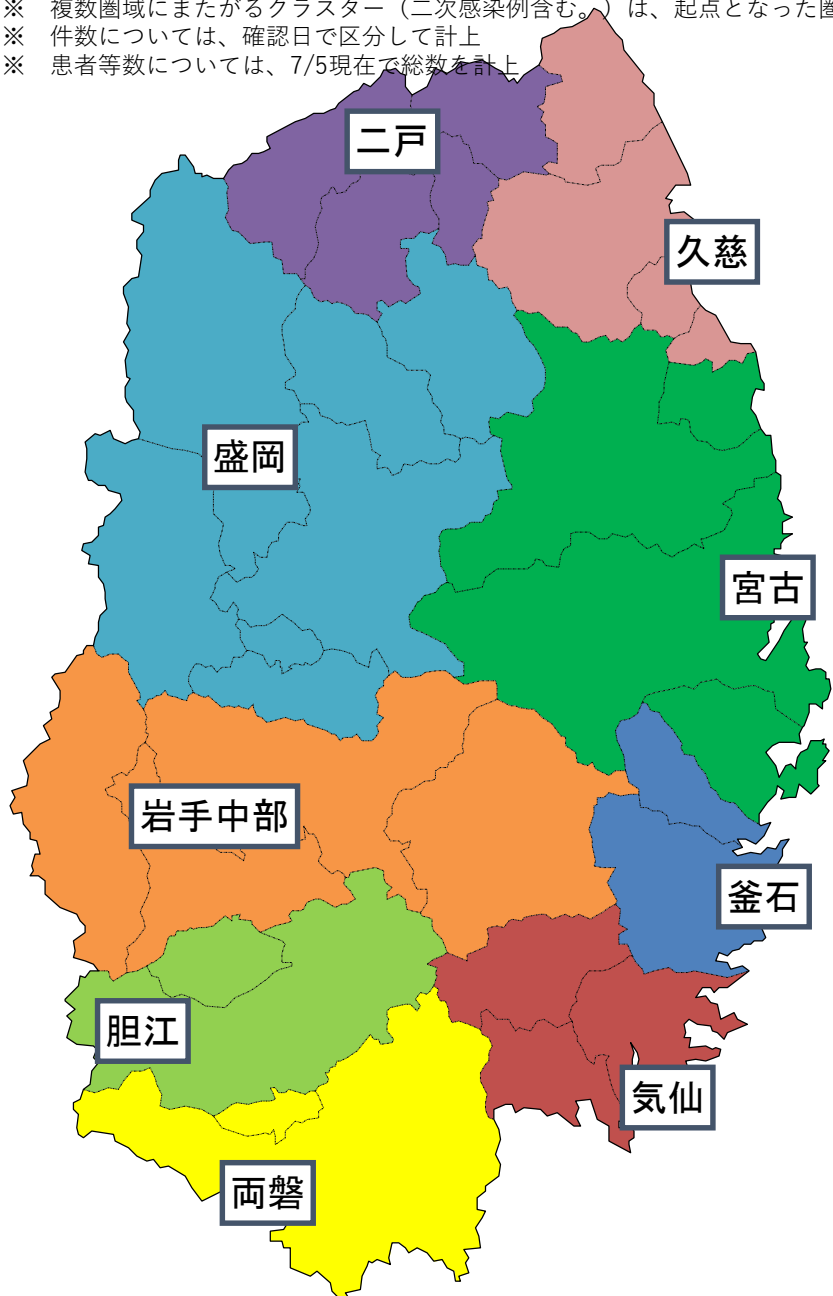 ※ 複数圏域にまたがるクラスター（二次感染例含む。）は、起点となった圏
※ 件数については、確認日で区分して計上
※ 患者等数については、7/5現在で総数を計上
二戸
久慈
盛岡
宮古
岩手中部
釜石
胆江
気仙
両磐